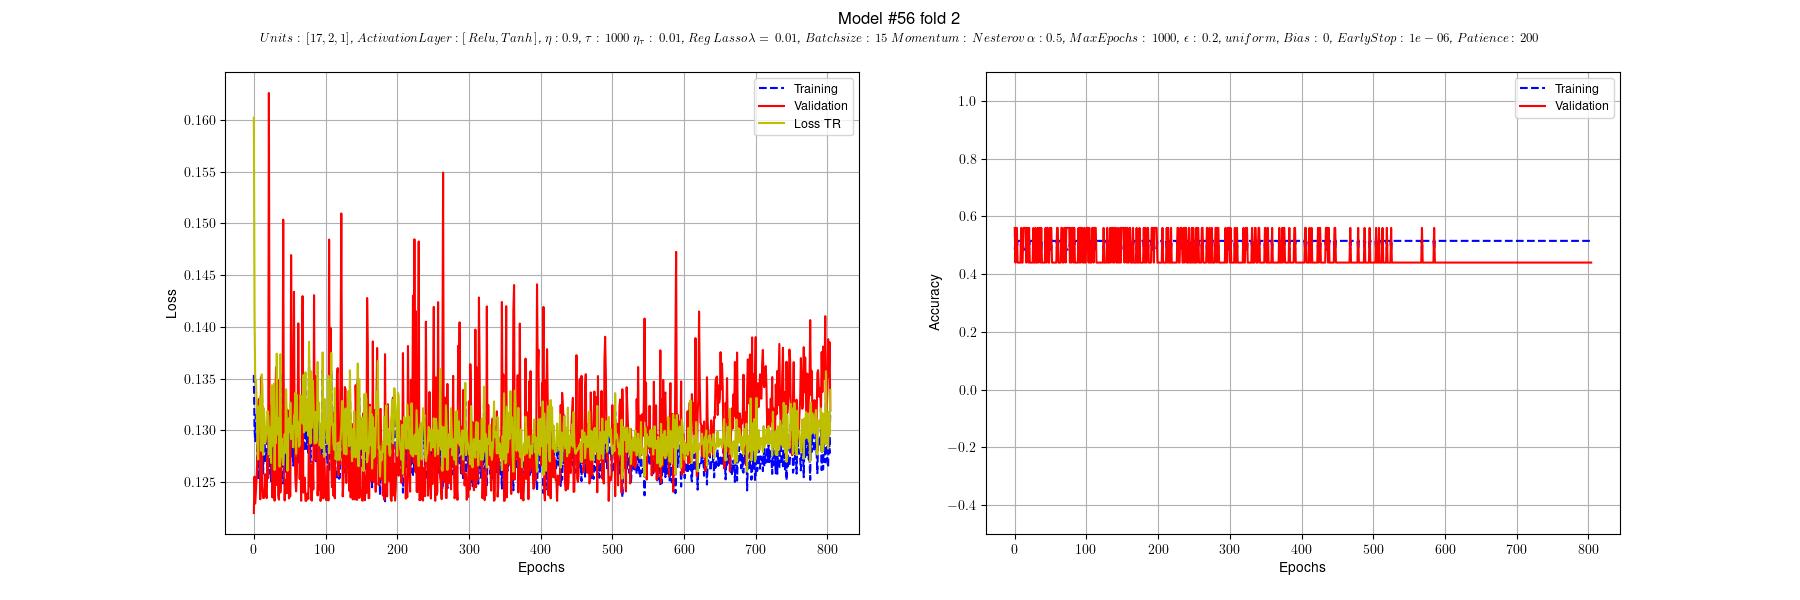 Model #56 fold 2
Units : [17, 2, 1], ActivationLayer : [ Relu, Tanh ], η : 0.9, τ : 1000 ητ : 0.01, Reg Lasso λ = 0.01, Batchsize : 15 Momentum : Nesterov α : 0.5, MaxEpochs : 1000, ϵ : 0.2, uniform, Bias : 0, EarlyStop : 1e − 06, Patience : 200
Loss
0.160
0.155
0.150
0.145
0.140
0.135
0.130
0.125
Training
Validation
Loss TR
0 100 200 300 400 500 600 700 800
Epochs
Accuracy
1.0
0.8
0.6
0.4
0.2
0.0
−0.2
−0.4
Training
Validation
0 100 200 300 400 500 600 700 800
Epochs